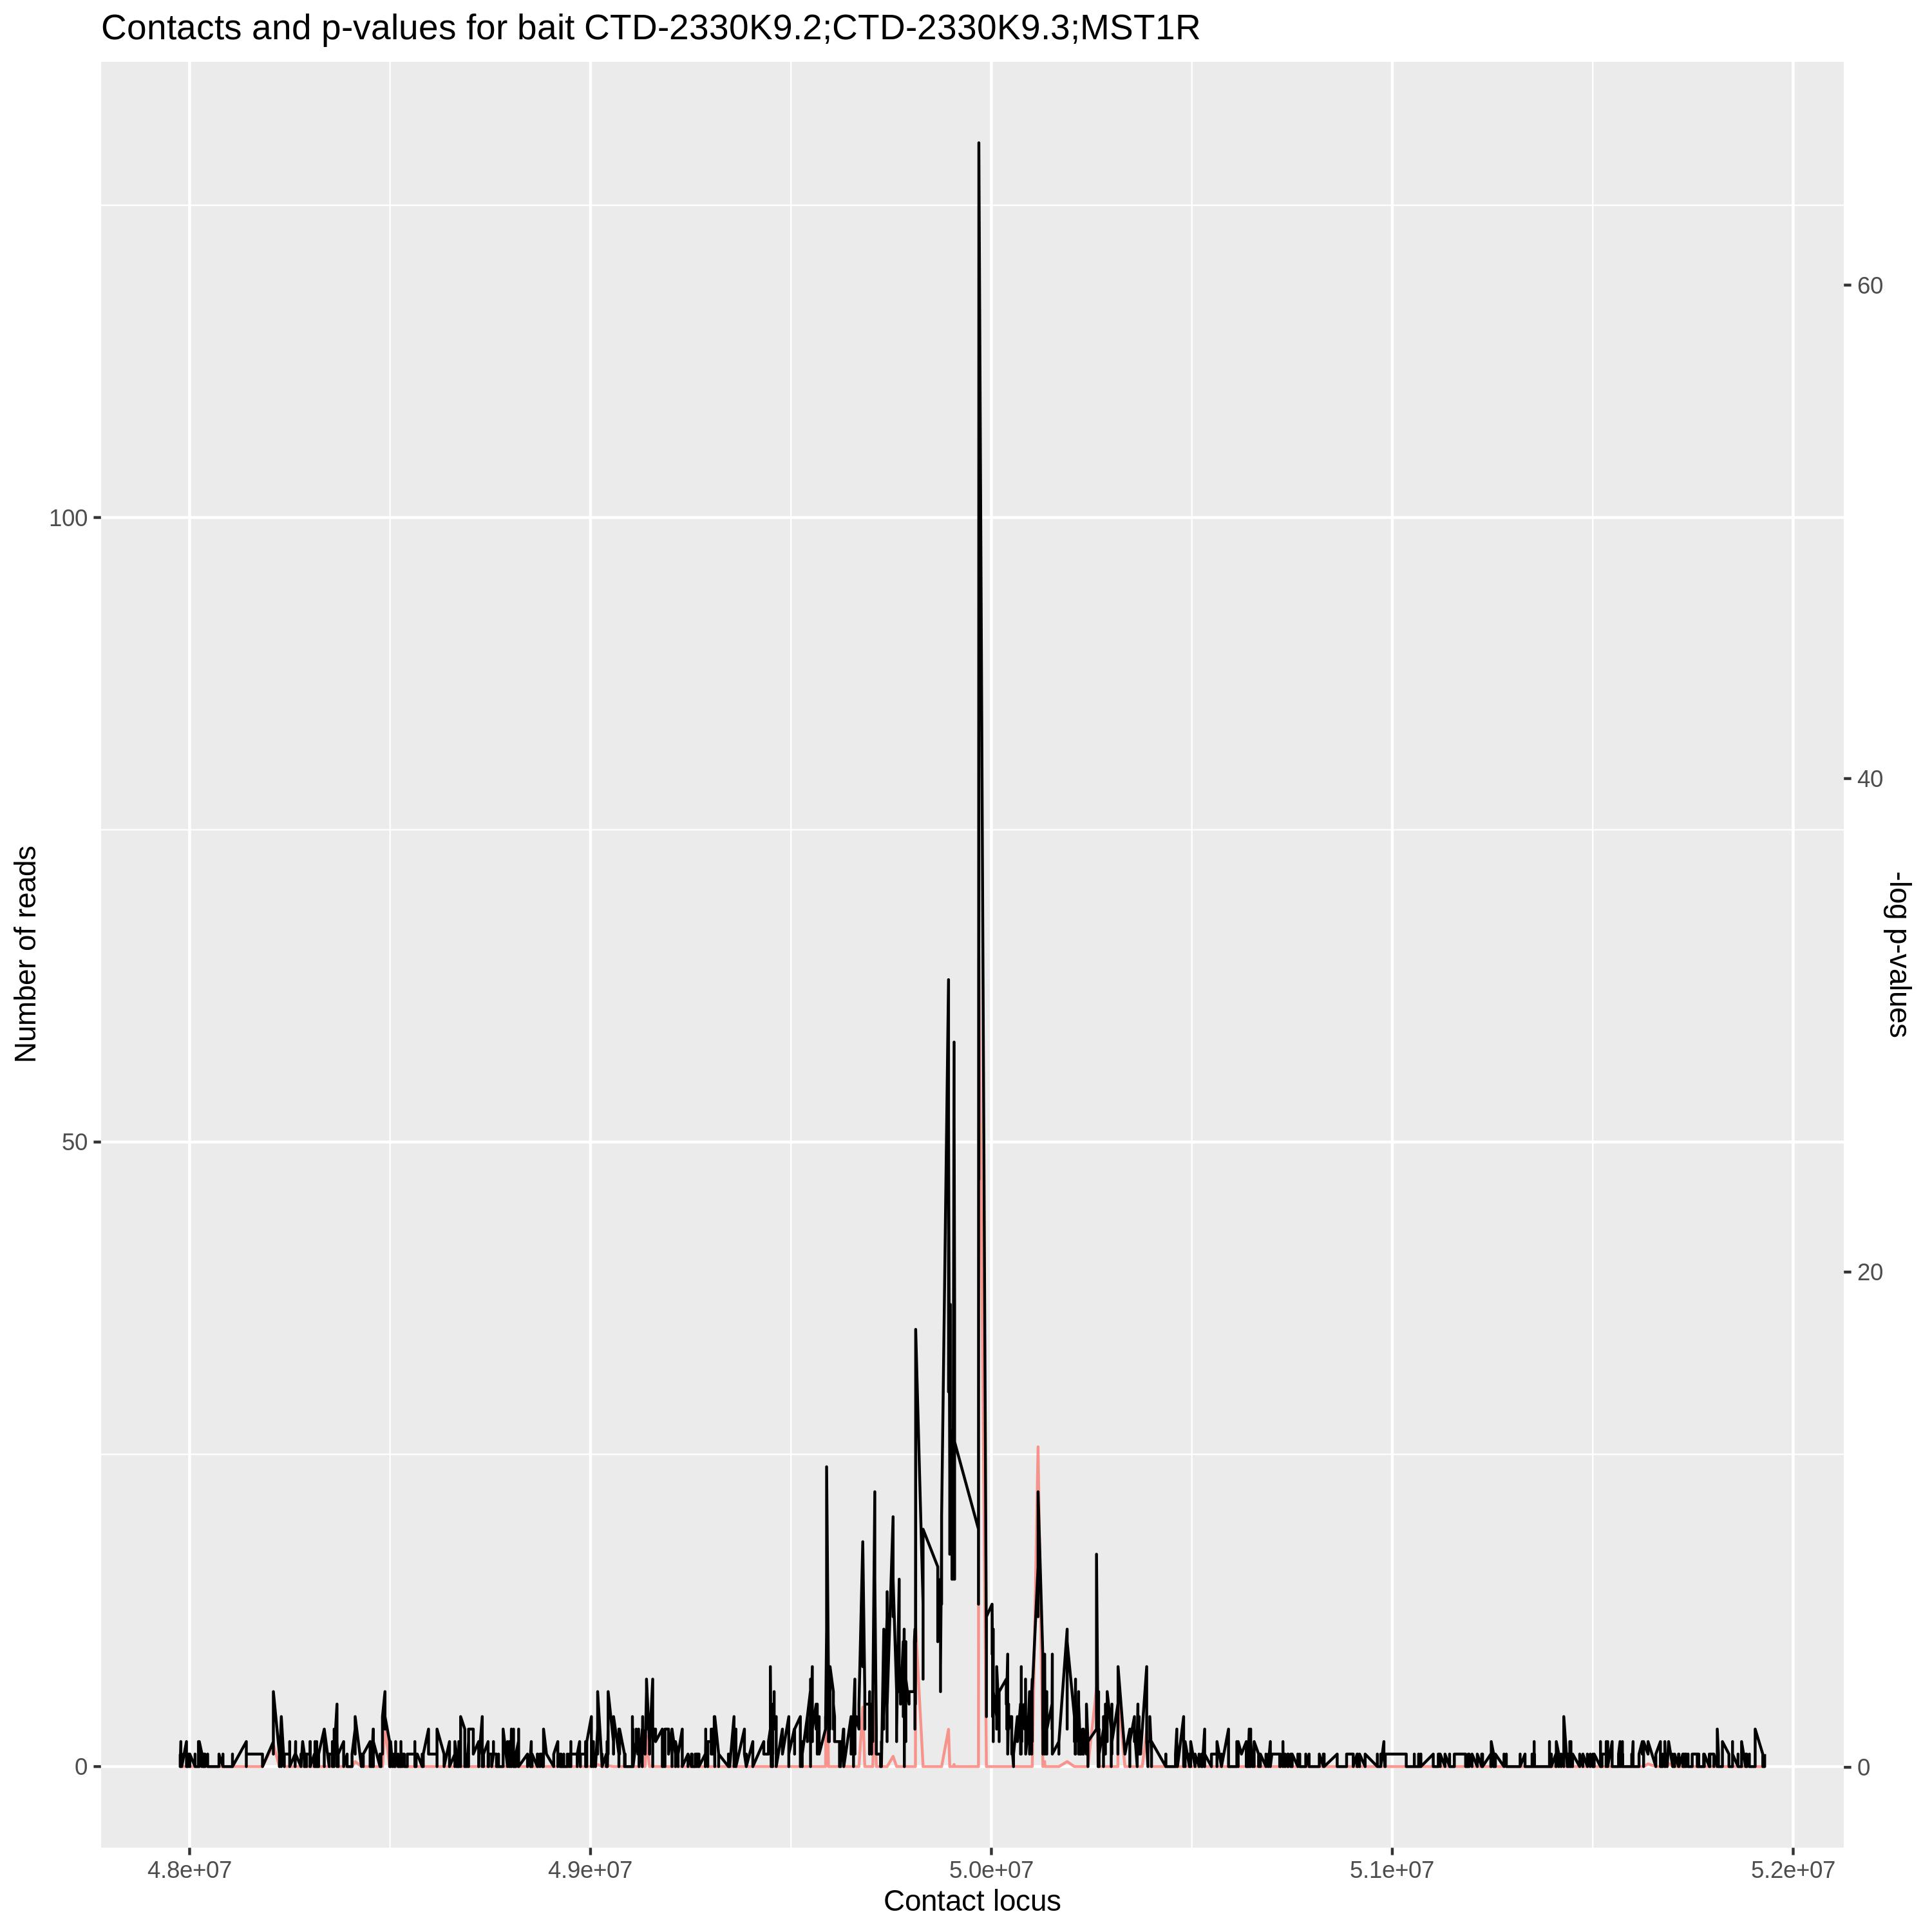 Contacts and p-values for bait CTD-2330K9.2;CTD-2330K9.3;MST1R
Number of reads
100
50
0
60
40
20
0
-log p-values
4.8e+07 4.9e+07 5.0e+07 5.1e+07 5.2e+07
Contact locus